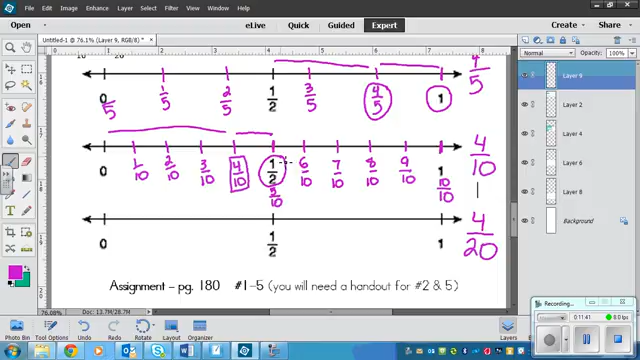 File Edit Image Layer Select Filter View Window Help
Open eLive Quick Guided Expert Create Share
Untitled-1 @ 76.1% (Layer 9, RGB/8) *
10 20
0/5 1/5 2/5 1/2 3/5 4/5 1 4/5
0 1/10 2/10 3/10 4/10 1/2 5/10 6/10 7/10 8/10 9/10 1 10/10 4/10
0 1/2 1 4/20
Assignment – pg. 180 #1-5 (you will need a handout for #2 & 5)
Normal Opacity: 100%
Layer 9
Layer 2
Layer 4
Layer 6
Layer 8
Background
Recording...
0:11:41 8.0 fps
76.08% Doc: 13.7M/28.7M
Photo Bin Tool Options Undo Redo Rotate Layout Organizer Layers More